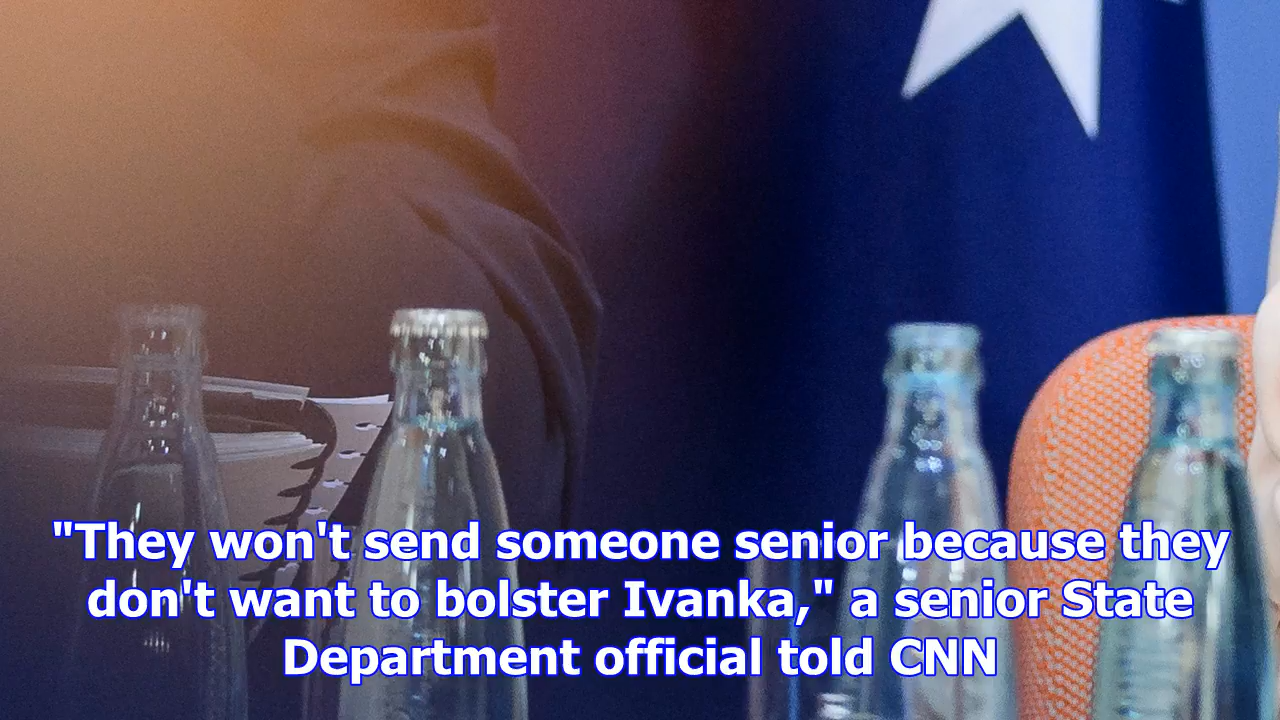 "They won't send someone senior because they
don't want to bolster Ivanka," a senior State
Department official told CNN